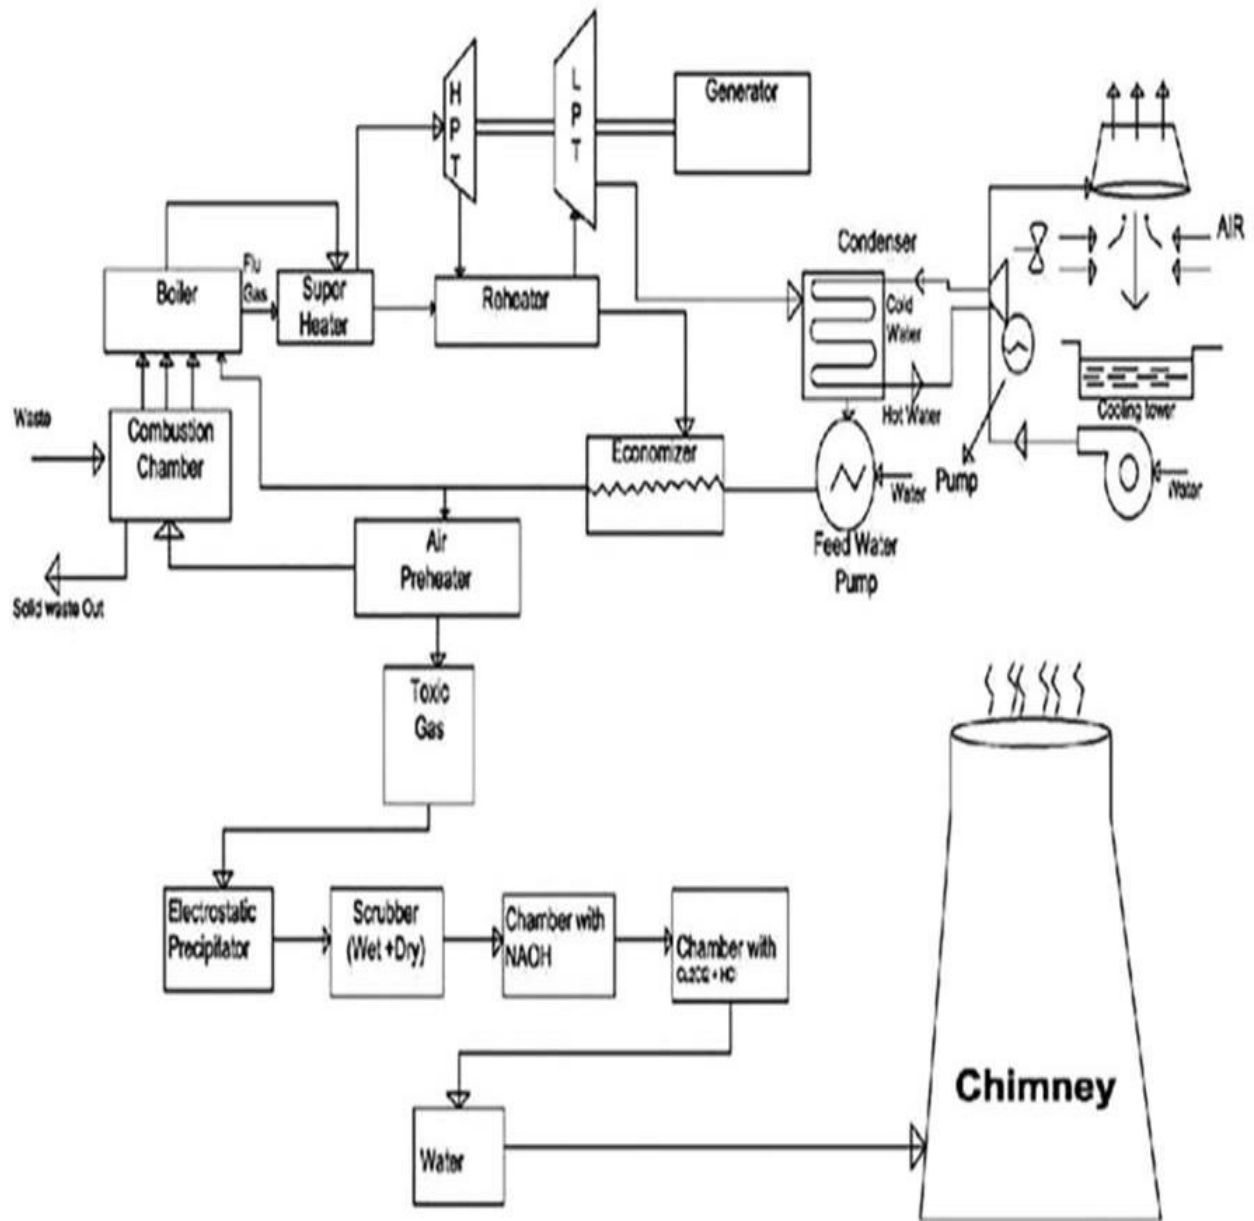 H
P
T
L
P
T
Generator
AIR
Condenser
Boiler
Flu
Gas
Supor
Heater
Reheator
Cold
Water
Waste
Combustion
Chamber
Economizer
Hot Water
Cooling tower
Water
Pump
Water
Air
Preheater
Feed Water
Pump
Solid waste Out
Toxic
Gas
Electrostatic
Precipitator
Scrubber
(Wet +Dry)
Chamber with
NAOH
Chamber with
Chimney
Water